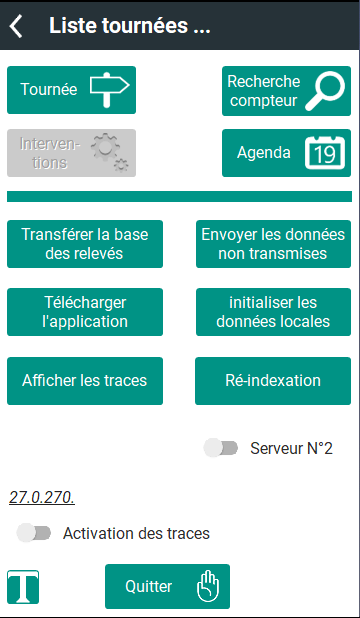 Liste tournées ...
Tournée
Recherche
compteur
Interven-
tions
Agenda
19
Transférer la base
des relevés
Envoyer les données
non transmises
Télécharger
l'application
initialiser les
données locales
Afficher les traces
Ré-indexation
Serveur N°2
27.0.270.
Activation des traces
T
Quitter